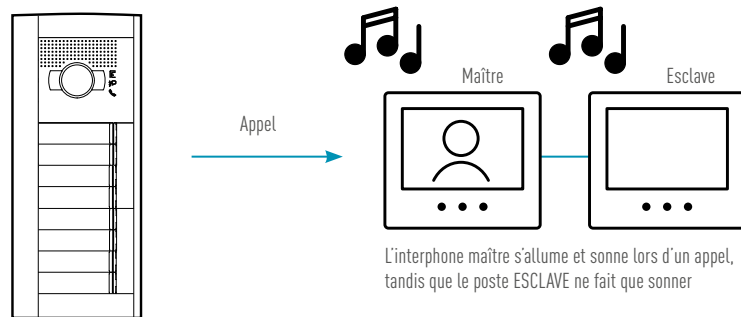 Maître
Esclave
Appel
L'interphone maître s'allume et sonne lors d'un appel,
tandis que le poste ESCLAVE ne fait que sonner